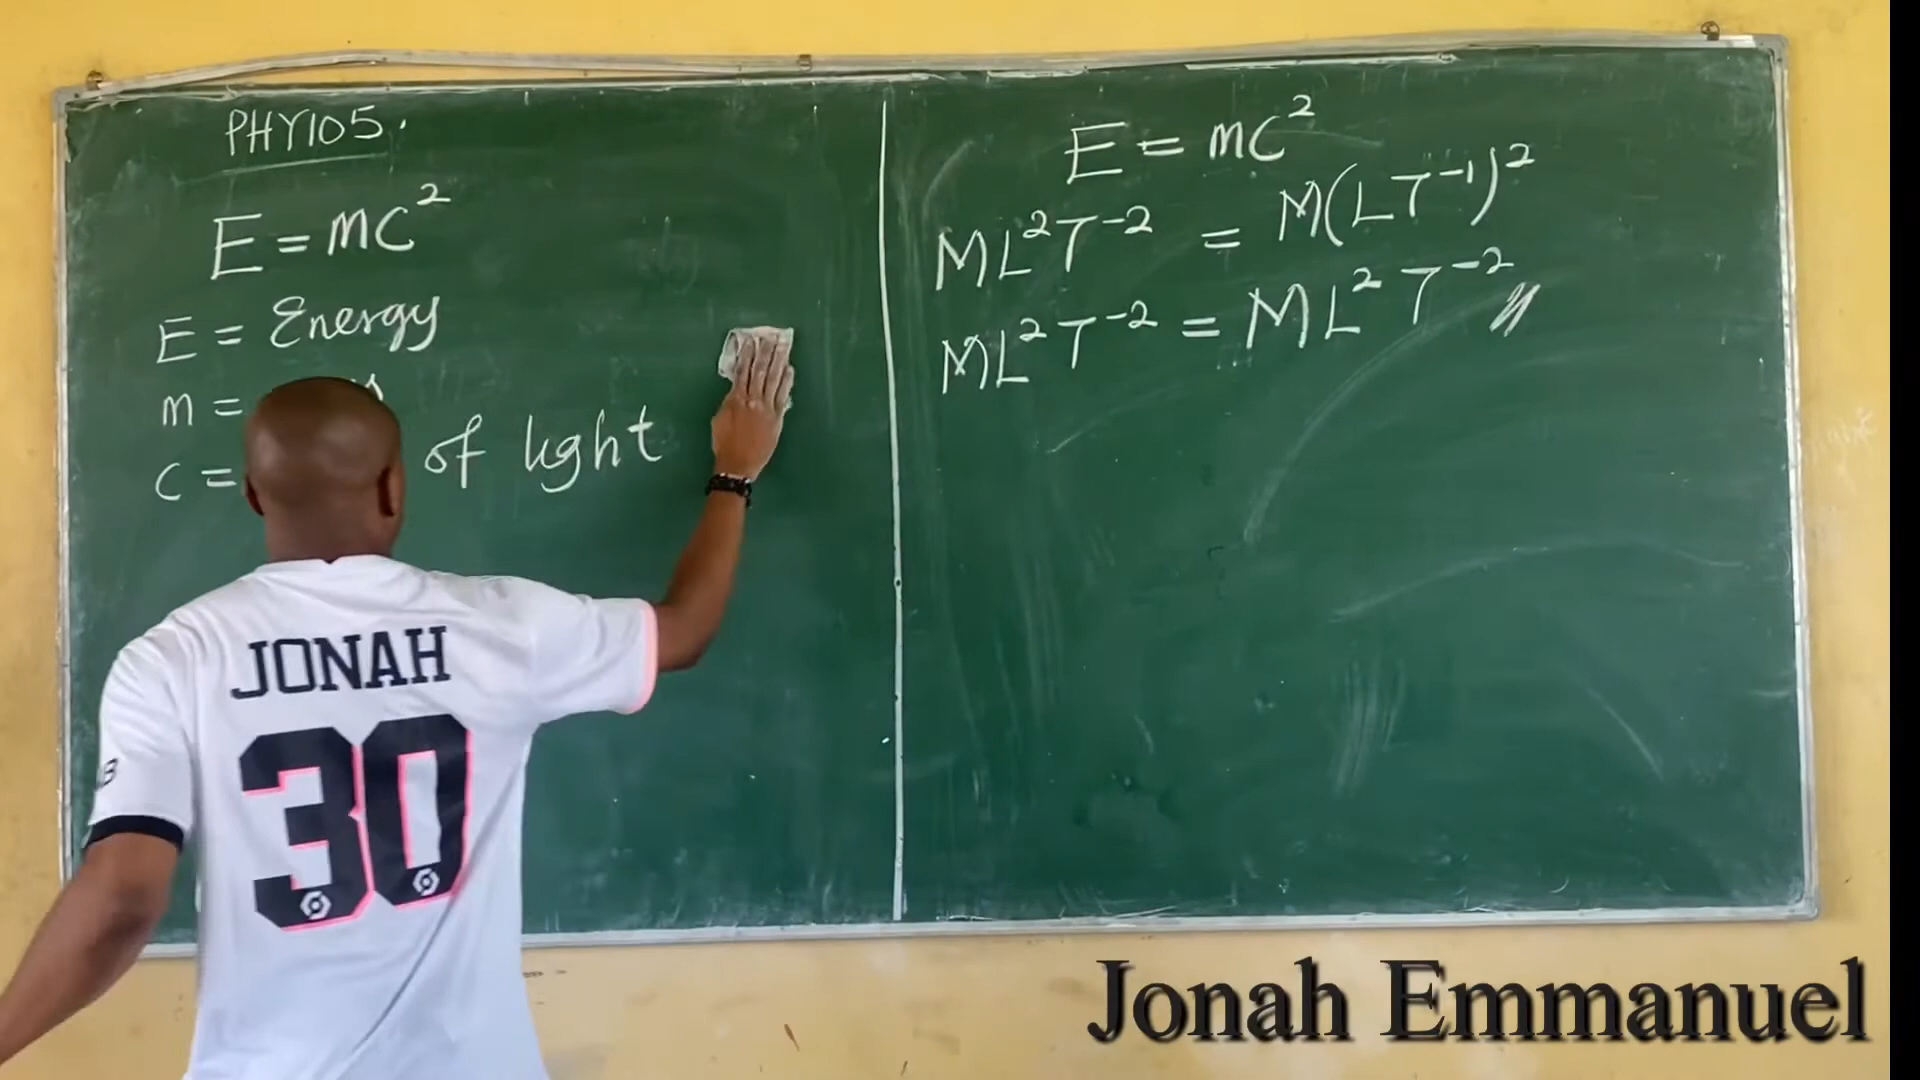 PHY105.
E = mc²
E = Energy
m =
c = of light
E = mc²
ML²T⁻² = M(LT⁻¹)²
ML²T⁻² = ML²T⁻²
JONAH
30
Jonah Emmanuel